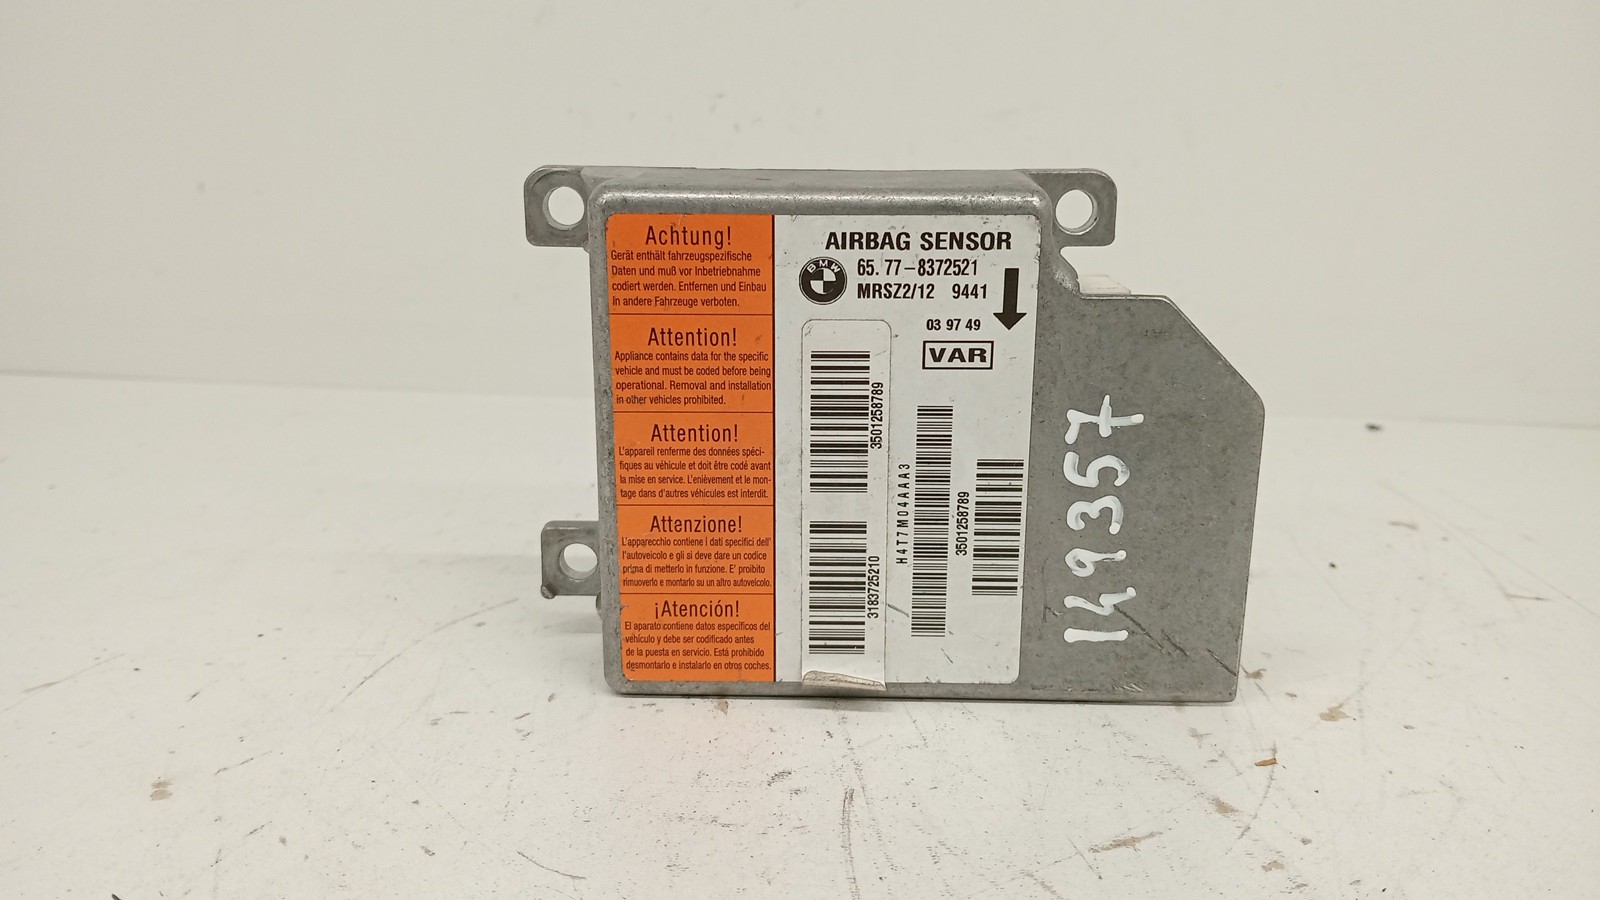 Achtung!
Gerät enthält fahrzeugspezifische
Daten und muß vor Inbetriebnahme
codiert werden. Entfernen und Einbau
in andere Fahrzeuge verboten.
Attention!
Appliance contains data for the specific
vehicle and must be coded before being
operational. Removal and installation
in other vehicles prohibited.
Attention!
L'appareil renferme des données spéci-
fiques au véhicule et doit être codé avant
la mise en service. L'enièvement et le mon-
tage dans d'autres véhicules est interdit.
Attenzione!
L'apparecchio contiene i dati specifici dell'
l'autoveicolo e gli si deve dare un codice
prima di metterlo in funzione. E' proibito
rimuoverlo e montarlo su un altro autoveicolo.
¡Atención!
El aparato contiene datos especificos del
vehículo y debe ser codificado antes
de la puesta en servicio. Está prohibido
desmontarlo e instalarlo en otros coches.
AIRBAG SENSOR
BMW
65.77-8372521
MRSZ2/12 9441
03 97 49
VAR
3501258789
3183725210
H4T7M04AAA3
3501258789
149357